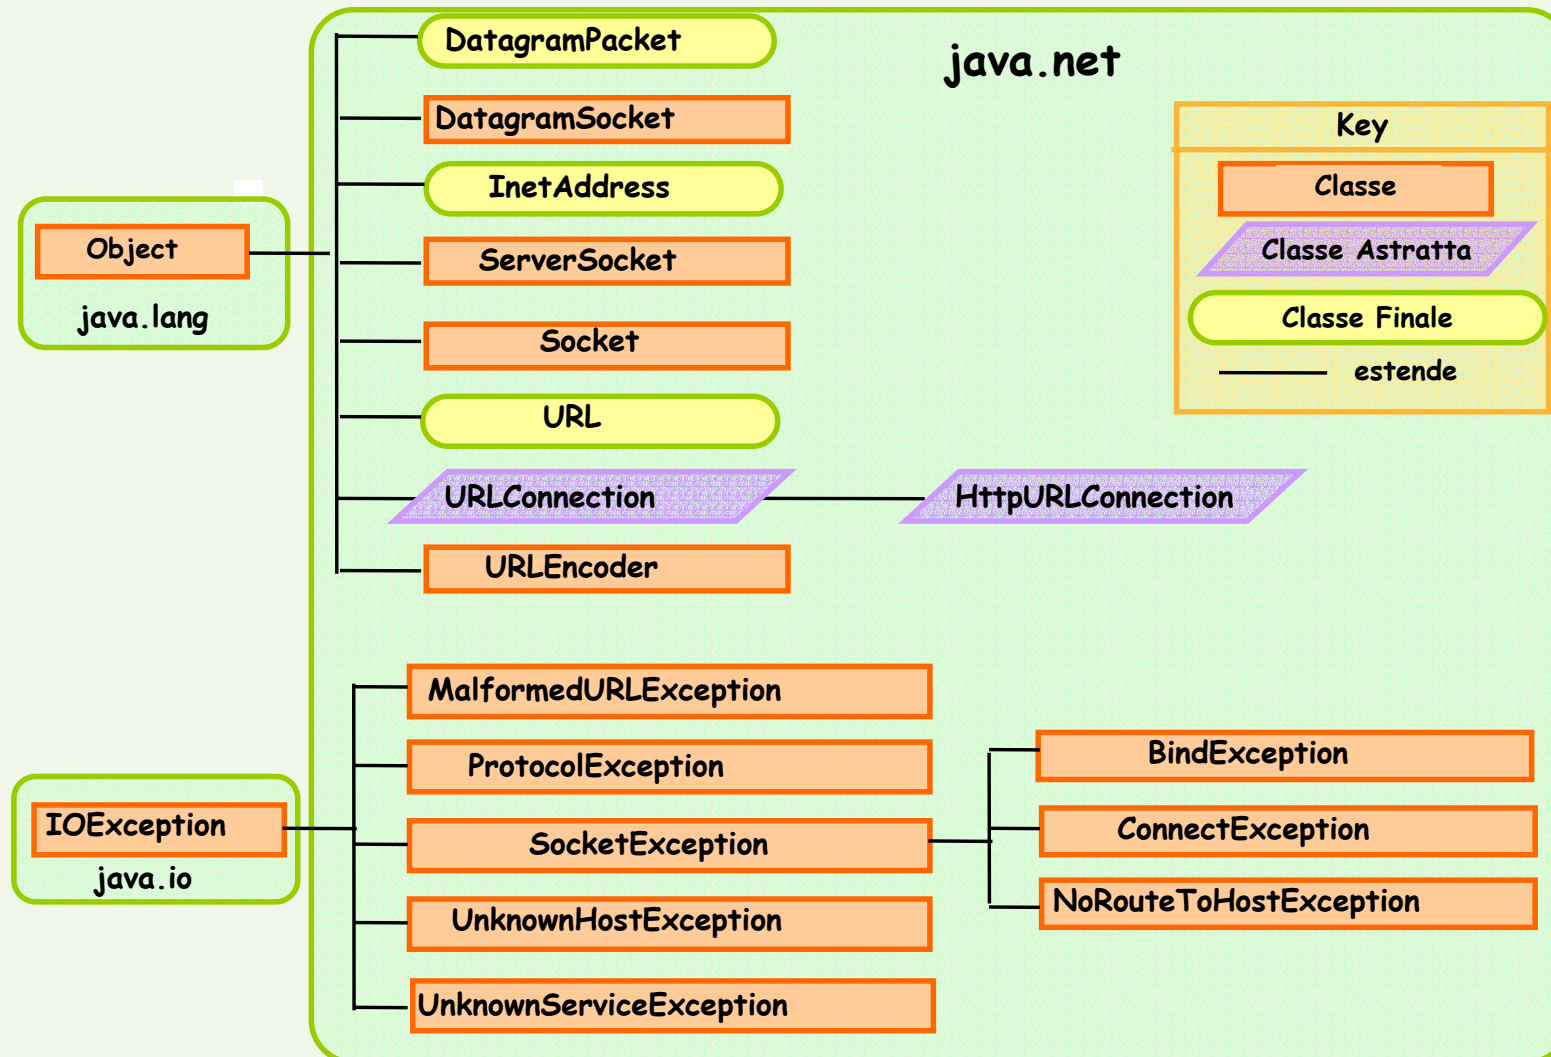 DatagramPacket
java.net
DatagramSocket
Key
InetAddress
Classe
Object
ServerSocket
Classe Astratta
java.lang
Socket
Classe Finale
estende
URL
URLConnection
HttpURLConnection
URLEncoder
MalformedURLException
ProtocolException
BindException
IOException
SocketException
ConnectException
java.io
UnknownHostException
NoRouteToHostException
UnknownServiceException